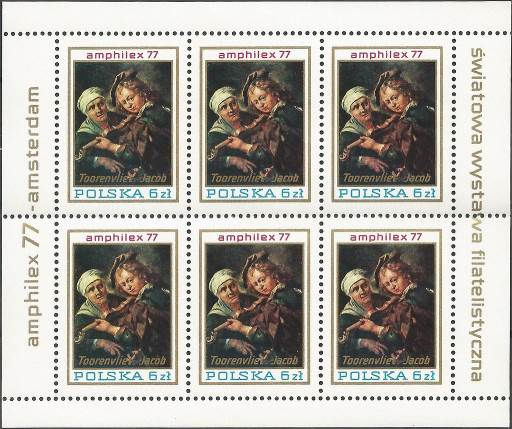 amphilex 77 - amsterdam
amphilex 77
Toorenvliet Jacob
POLSKA 6 zł
amphilex 77
Toorenvliet Jacob
POLSKA 6 zł
amphilex 77
Toorenvliet Jacob
POLSKA 6 zł
amphilex 77
Toorenvliet Jacob
POLSKA 6 zł
amphilex 77
Toorenvliet Jacob
POLSKA 6 zł
amphilex 77
Toorenvliet Jacob
POLSKA 6 zł
światowa wystawa filatelistyczna